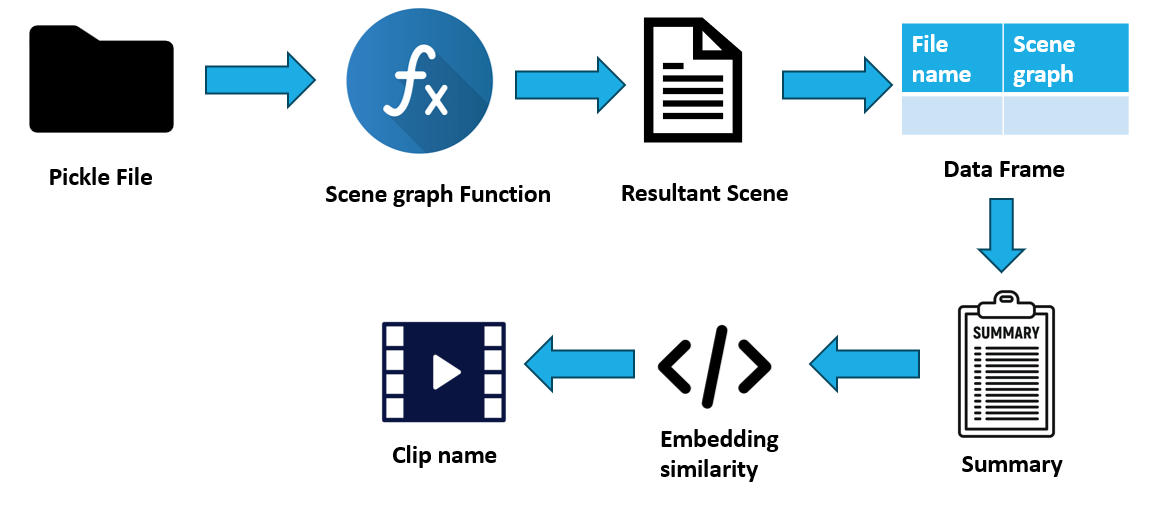 File
name
Scene
graph
Pickle File
Scene graph Function
Resultant Scene
Data Frame
SUMMARY
Summary
Embedding
similarity
Clip name